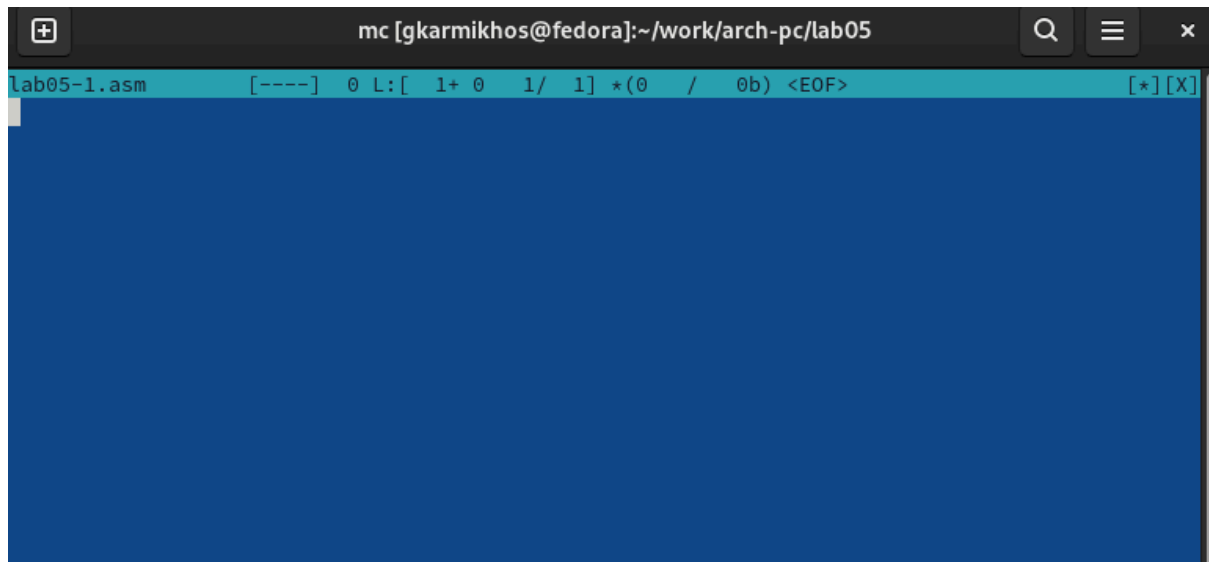 mc [gkarmikhos@fedora]:~/work/arch-pc/lab05
lab05-1.asm [----] 0 L:[ 1+ 0 1/ 1] *(0 / 0b) <EOF> [*][X]